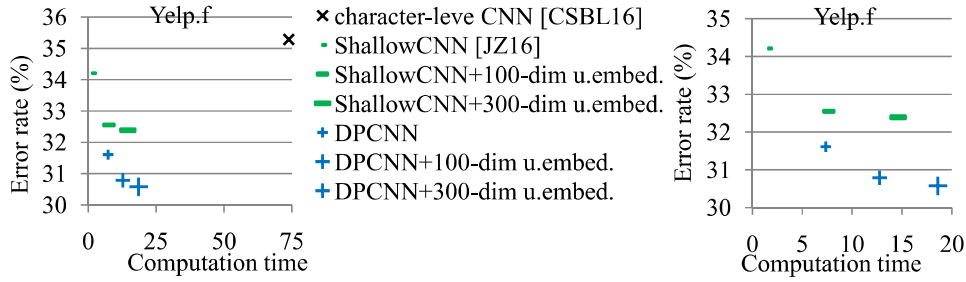 Yelp.f
Error rate (%)
36
35
34
33
32
31
30
0
25
50
75
Computation time
character-leve CNN [CSBL16]
ShallowCNN [JZ16]
ShallowCNN+100-dim u.embed.
ShallowCNN+300-dim u.embed.
DPCNN
DPCNN+100-dim u.embed.
DPCNN+300-dim u.embed.
Yelp.f
Error rate (%)
35
34
33
32
31
30
0
5
10
15
20
Computation time